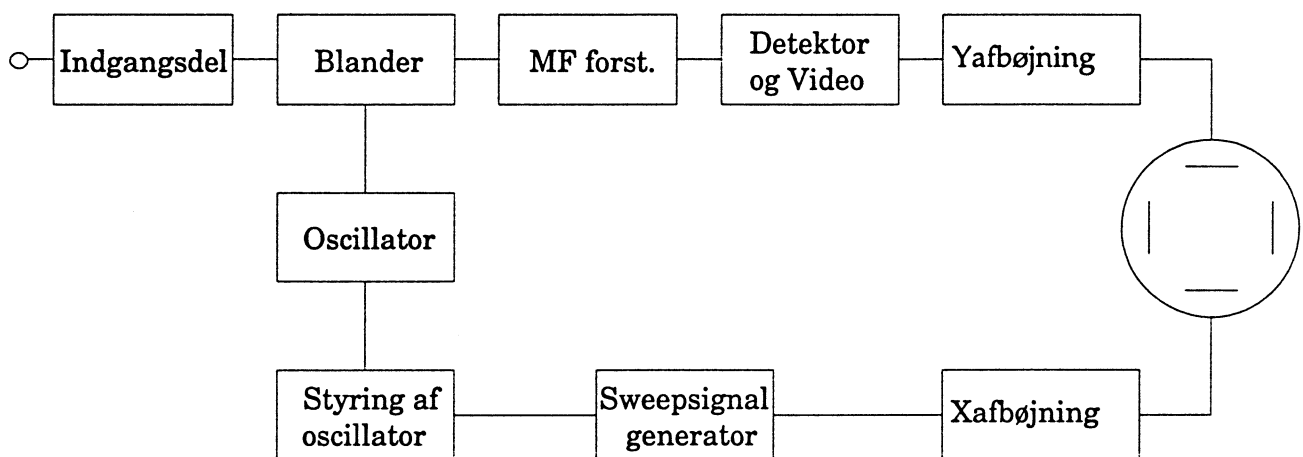 Indgangsdel
Blander
MF forst.
Detektor
og Video
Yafbøjning
Oscillator
Styring af
oscillator
Sweepsignal
generator
Xafbøjning